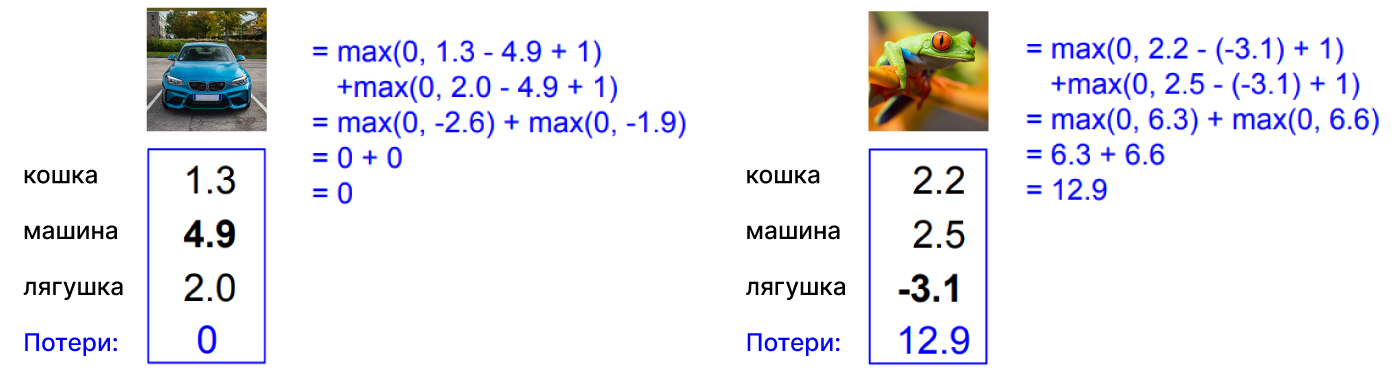 = max(0, 1.3 - 4.9 + 1)
+max(0, 2.0 - 4.9 + 1)
= max(0, -2.6) + max(0, -1.9)
= 0 + 0
= 0
кошка 1.3
машина 4.9
лягушка 2.0
Потери: 0
= max(0, 2.2 - (-3.1) + 1)
+max(0, 2.5 - (-3.1) + 1)
= max(0, 6.3) + max(0, 6.6)
= 6.3 + 6.6
= 12.9
кошка 2.2
машина 2.5
лягушка -3.1
Потери: 12.9